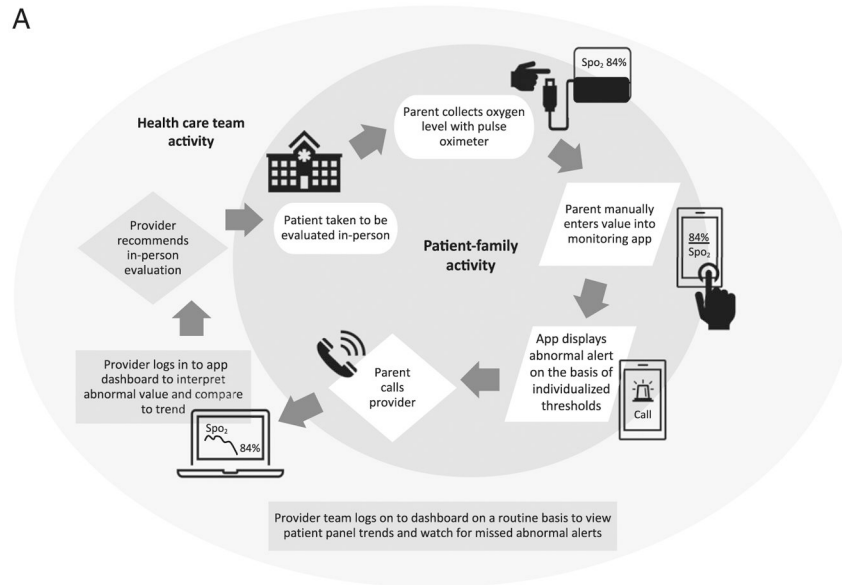 A
Health care team
activity
Parent collects oxygen
level with pulse
oximeter
Spo₂ 84%
Parent manually
enters value into
monitoring app
84%
Spo₂
App displays
abnormal alert
on the basis of
individualized
thresholds
Call
Parent
calls
provider
Provider logs in to app
dashboard to interpret
abnormal value and compare
to trend
Spo₂
84%
Provider
recommends
in-person
evaluation
Patient taken to be
evaluated in-person
Patient-family
activity
Provider team logs on to dashboard on a routine basis to view
patient panel trends and watch for missed abnormal alerts